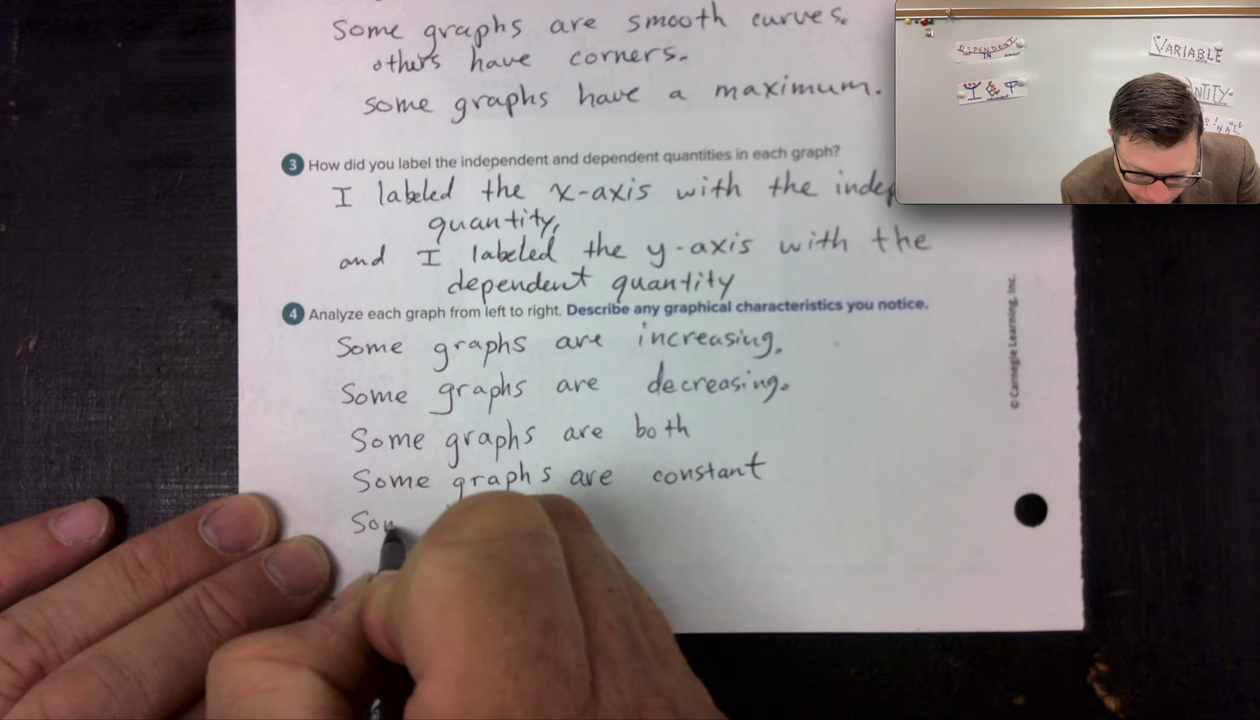 Some graphs are smooth curves.
others have corners.
some graphs have a maximum.
3 How did you label the independent and dependent quantities in each graph?
I labeled the x-axis with the
quantity,
and I labeled the y-axis with the
dependent quantity
4 Analyze each graph from left to right. Describe any graphical characteristics you notice.
Some graphs are increasing.
Some graphs are decreasing.
Some graphs are both
Some graphs are constant
© Carnegie Learning, Inc.
VARIABLE